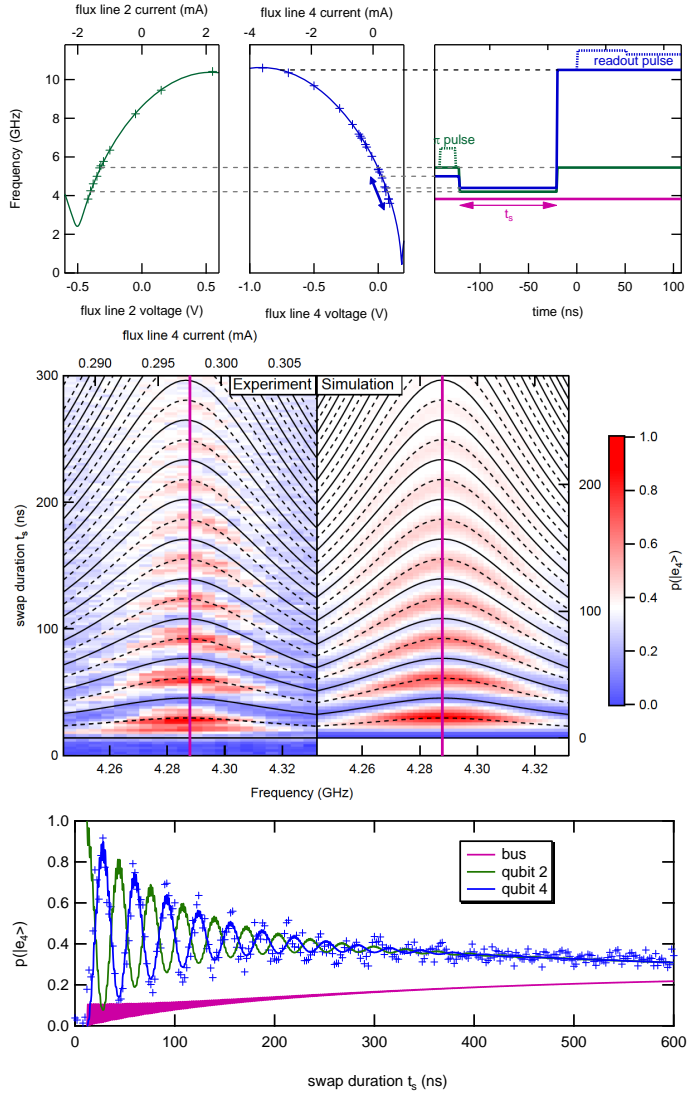 flux line 2 current (mA)
-2 0 2
flux line 4 current (mA)
-4 0
-100 -50 0 50 100
readout pulse
π pulse
t_s
Frequency (GHz)
10
8
6
4
2
0
-0.5 0.0 0.5
-1.0 -0.5 0.0
flux line 2 voltage (V)
flux line 4 voltage (V)
time (ns)
flux line 4 current (mA)
0.290 0.295 0.300 0.305
300
200
100
0
swap duration t_s (ns)
Experiment
Simulation
200
100
0
4.26 4.28 4.30 4.32
4.26 4.28 4.30 4.32
Frequency (GHz)
1.0
0.8
0.6
0.4
0.2
0.0
p(|e_4>)
1.0
0.8
0.6
0.4
0.2
0.0
p(|e_4>)
bus
qubit 2
qubit 4
0 100 200 300 400 500 600
swap duration t_s (ns)